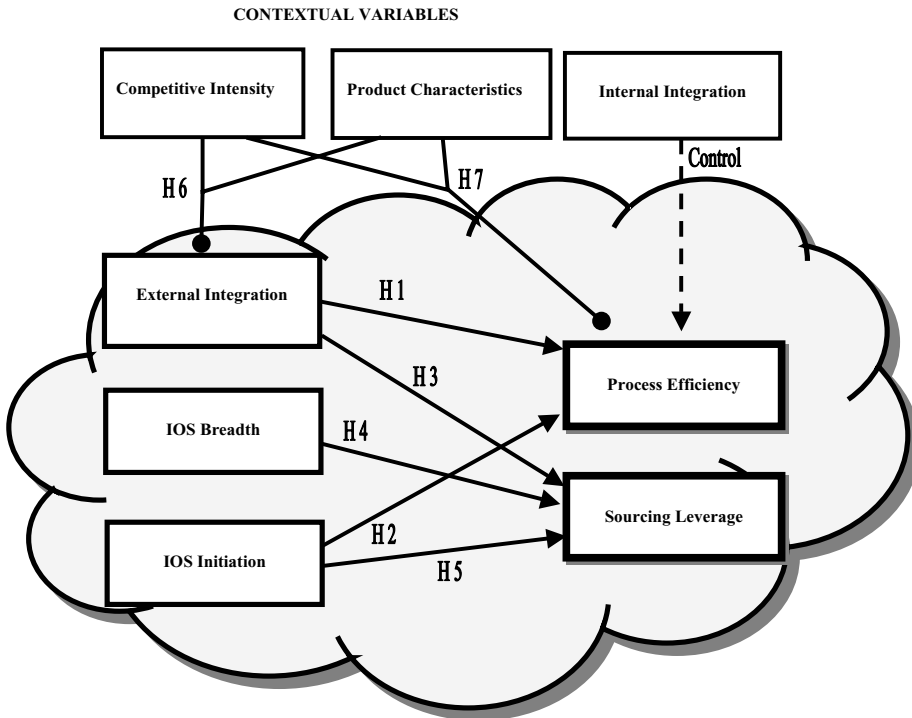 CONTEXTUAL VARIABLES
Competitive Intensity
Product Characteristics
Internal Integration
Control
H6
H7
External Integration
H1
Process Efficiency
H3
IOS Breadth
H4
Sourcing Leverage
H2
IOS Initiation
H5